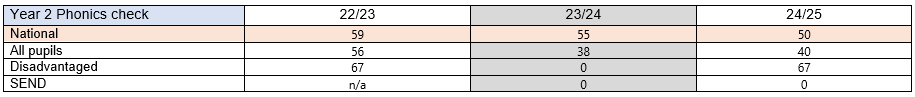 Year 2 Phonics check 22/23 23/24 24/25
National 59 55 50
All pupils 56 38 40
Disadvantaged 67 0 67
SEND n/a 0 0